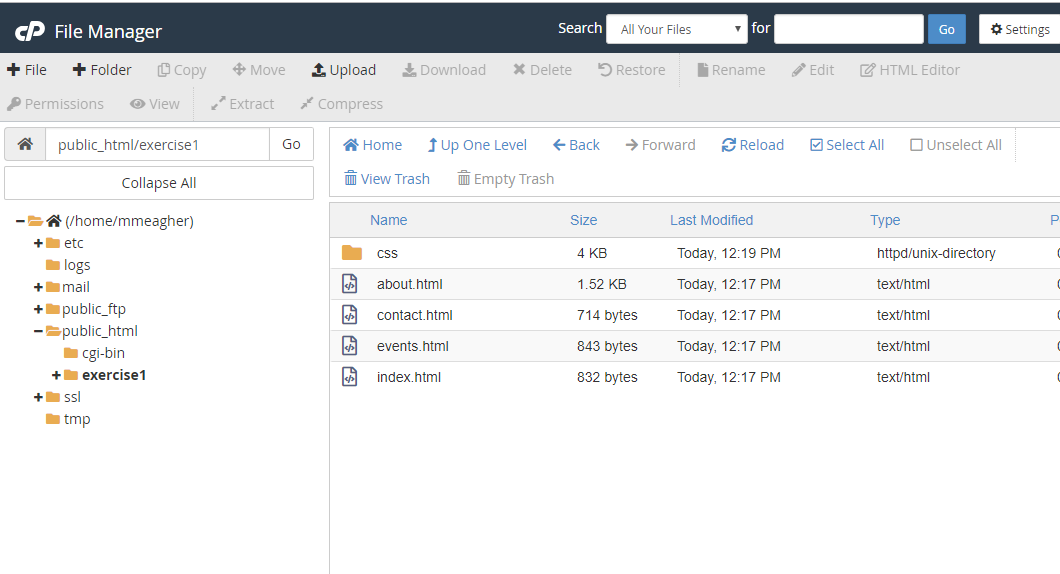 cP File Manager Search All Your Files for Go Settings
File Folder Copy Move Upload Download Delete Restore Rename Edit HTML Editor
Permissions View Extract Compress
public_html/exercise1 Go
Collapse All
(/home/mmeagher)
etc
logs
mail
public_ftp
public_html
cgi-bin
exercise1
ssl
tmp
Home Up One Level Back Forward Reload Select All Unselect All
View Trash Empty Trash
Name Size Last Modified Type P
css 4 KB Today, 12:19 PM httpd/unix-directory
about.html 1.52 KB Today, 12:17 PM text/html
contact.html 714 bytes Today, 12:17 PM text/html
events.html 843 bytes Today, 12:17 PM text/html
index.html 832 bytes Today, 12:17 PM text/html